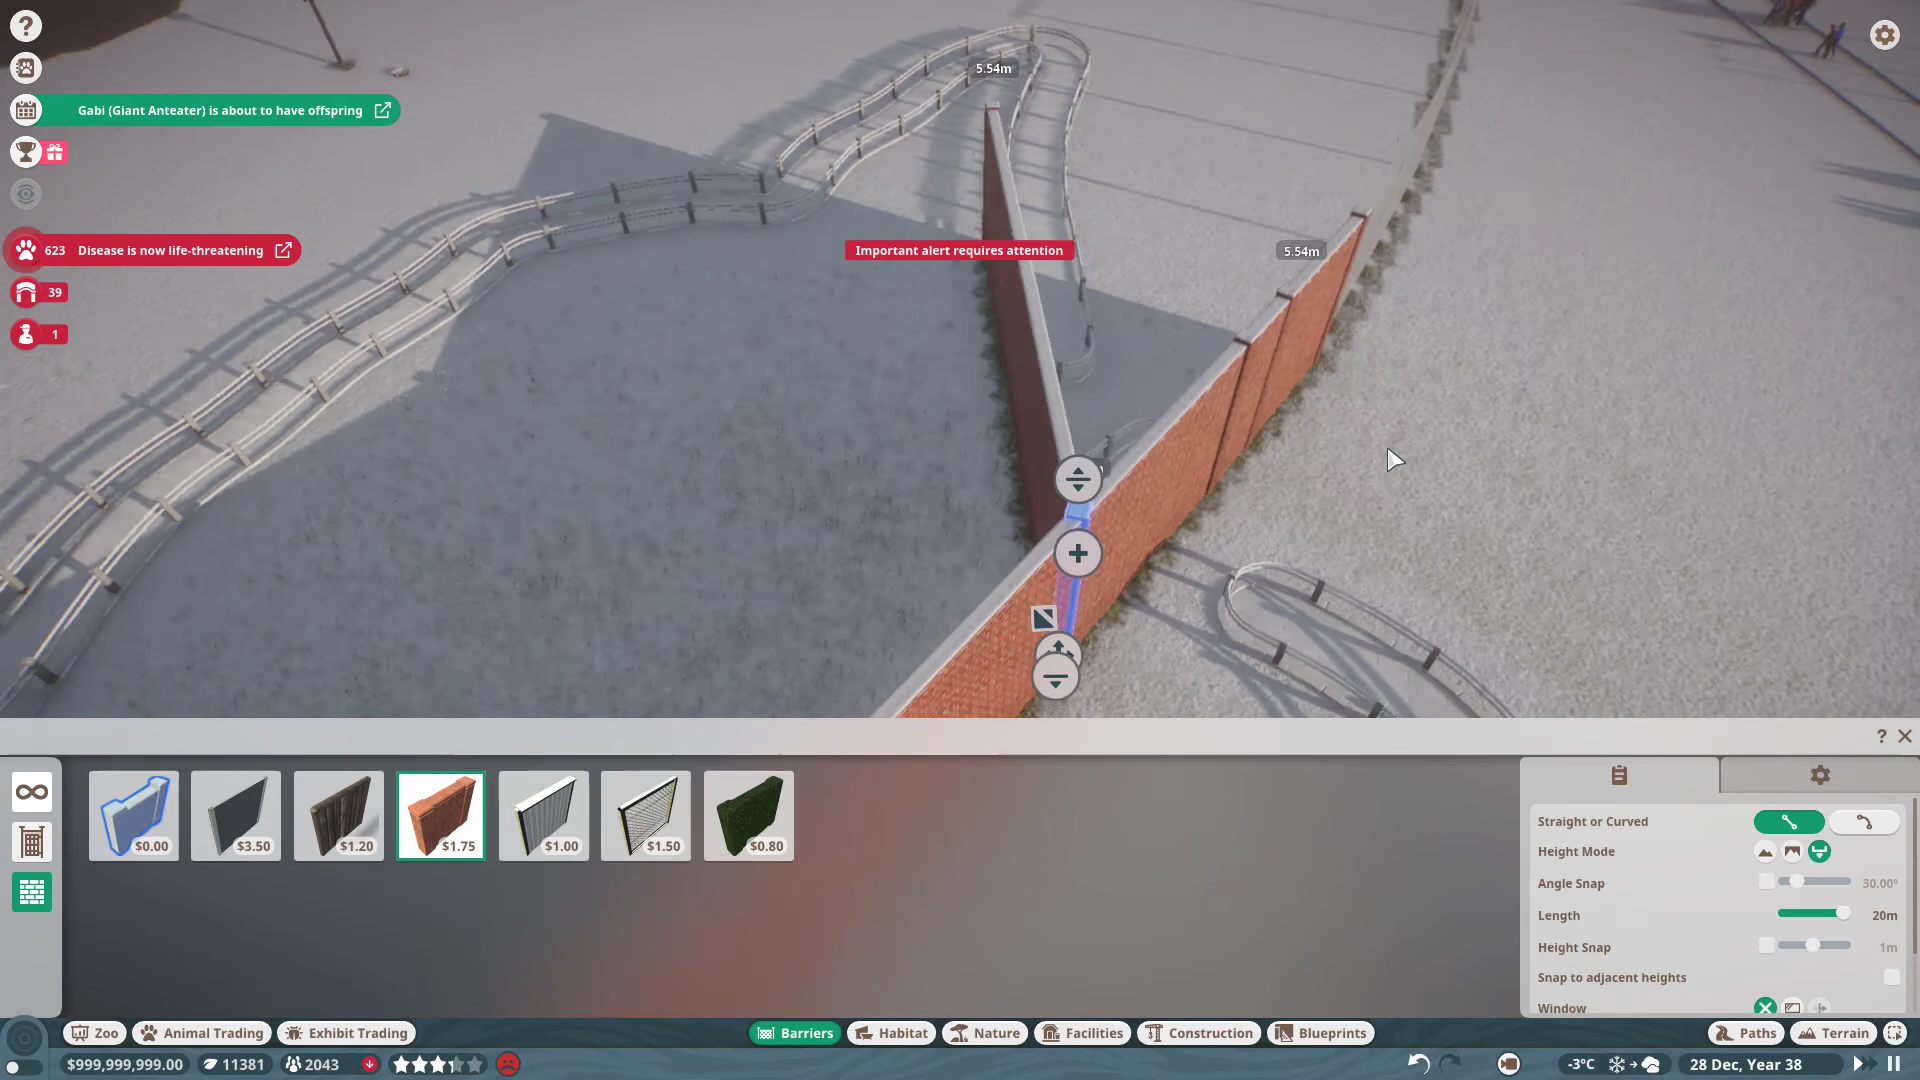 ?
5.54m
Gabi (Giant Anteater) is about to have offspring
623 Disease is now life-threatening
Important alert requires attention
5.54m
39
1
?
$0.00
$3.50
$1.20
$1.75
$1.00
$1.50
$0.80
Straight or Curved
Height Mode
Angle Snap 30.00°
Length 20m
Height Snap 1m
Snap to adjacent heights
Window
Zoo
Animal Trading
Exhibit Trading
Barriers
Habitat
Nature
Facilities
Construction
Blueprints
Paths
Terrain
$999,999,999.00
11381
2043
-3°C
28 Dec, Year 38